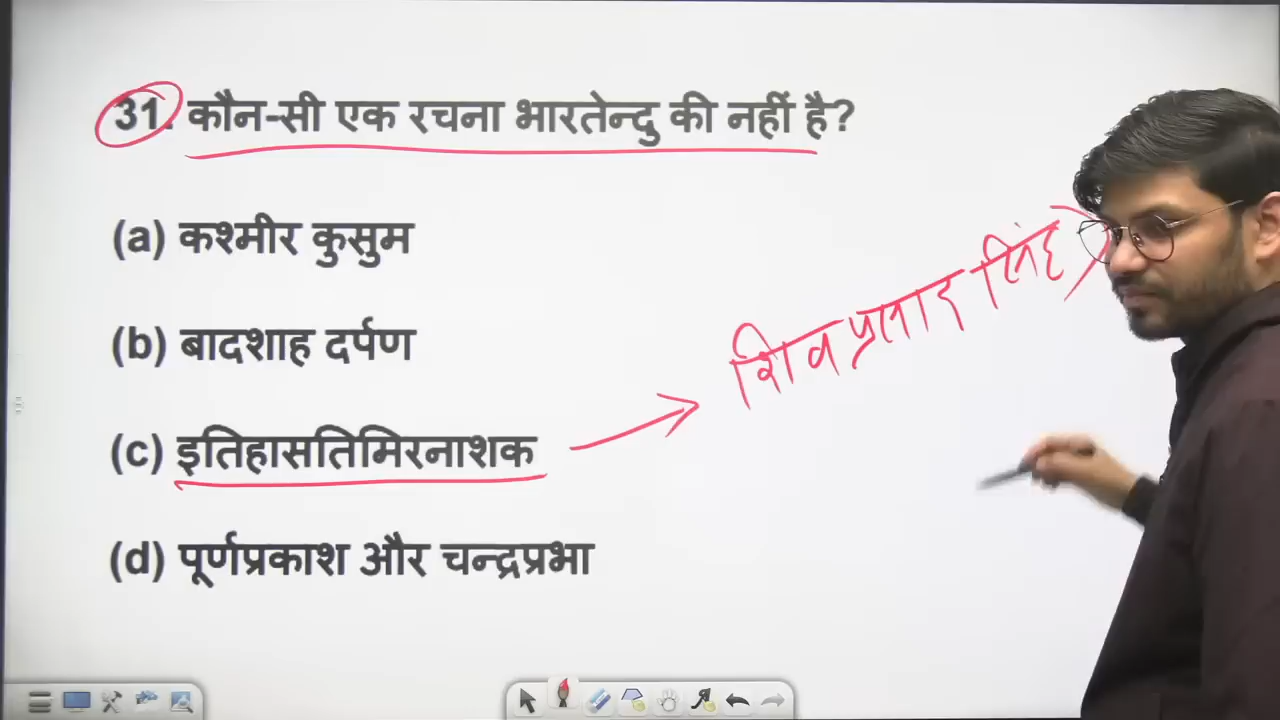 31. कौन-सी एक रचना भारतेन्दु की नहीं है?
(a) कश्मीर कुसुम
(b) बादशाह दर्पण
(c) इतिहासतिमिरनाशक
शिव प्रसाद सिंह
(d) पूर्णप्रकाश और चन्द्रप्रभा